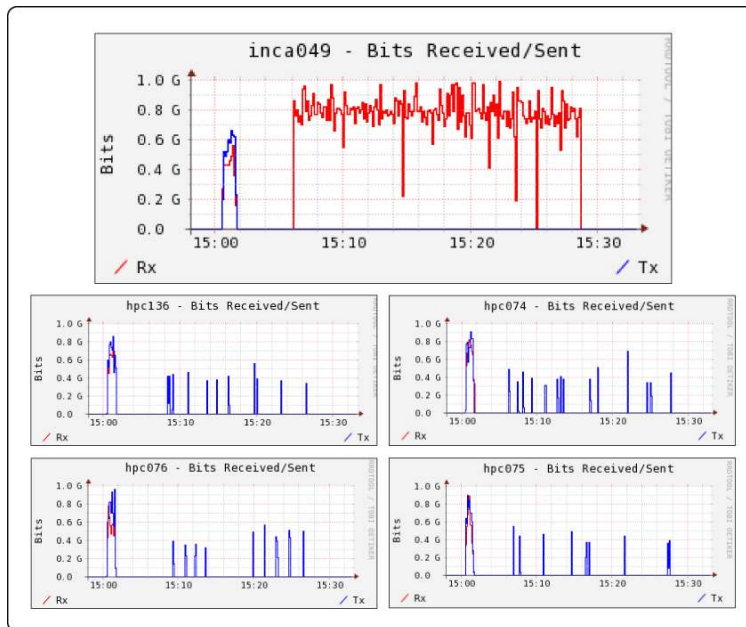 inca049 - Bits Received/Sent
RRDTOOL / TOBI OETIKER
Bits
1.0 G
0.8 G
0.6 G
0.4 G
0.2 G
0.0
15:00 15:10 15:20 15:30
Rx Tx
hpc136 - Bits Received/Sent
RRDTOOL / TOBI OETIKER
Bits
1.0 G
0.8 G
0.6 G
0.4 G
0.2 G
0.0
15:00 15:10 15:20 15:30
Rx Tx
hpc074 - Bits Received/Sent
RRDTOOL / TOBI OETIKER
Bits
1.0 G
0.8 G
0.6 G
0.4 G
0.2 G
0.0
15:00 15:10 15:20 15:30
Rx Tx
hpc076 - Bits Received/Sent
RRDTOOL / TOBI OETIKER
Bits
1.0 G
0.8 G
0.6 G
0.4 G
0.2 G
0.0
15:00 15:10 15:20 15:30
Rx Tx
hpc075 - Bits Received/Sent
RRDTOOL / TOBI OETIKER
Bits
1.0 G
0.8 G
0.6 G
0.4 G
0.2 G
0.0
15:00 15:10 15:20 15:30
Rx Tx